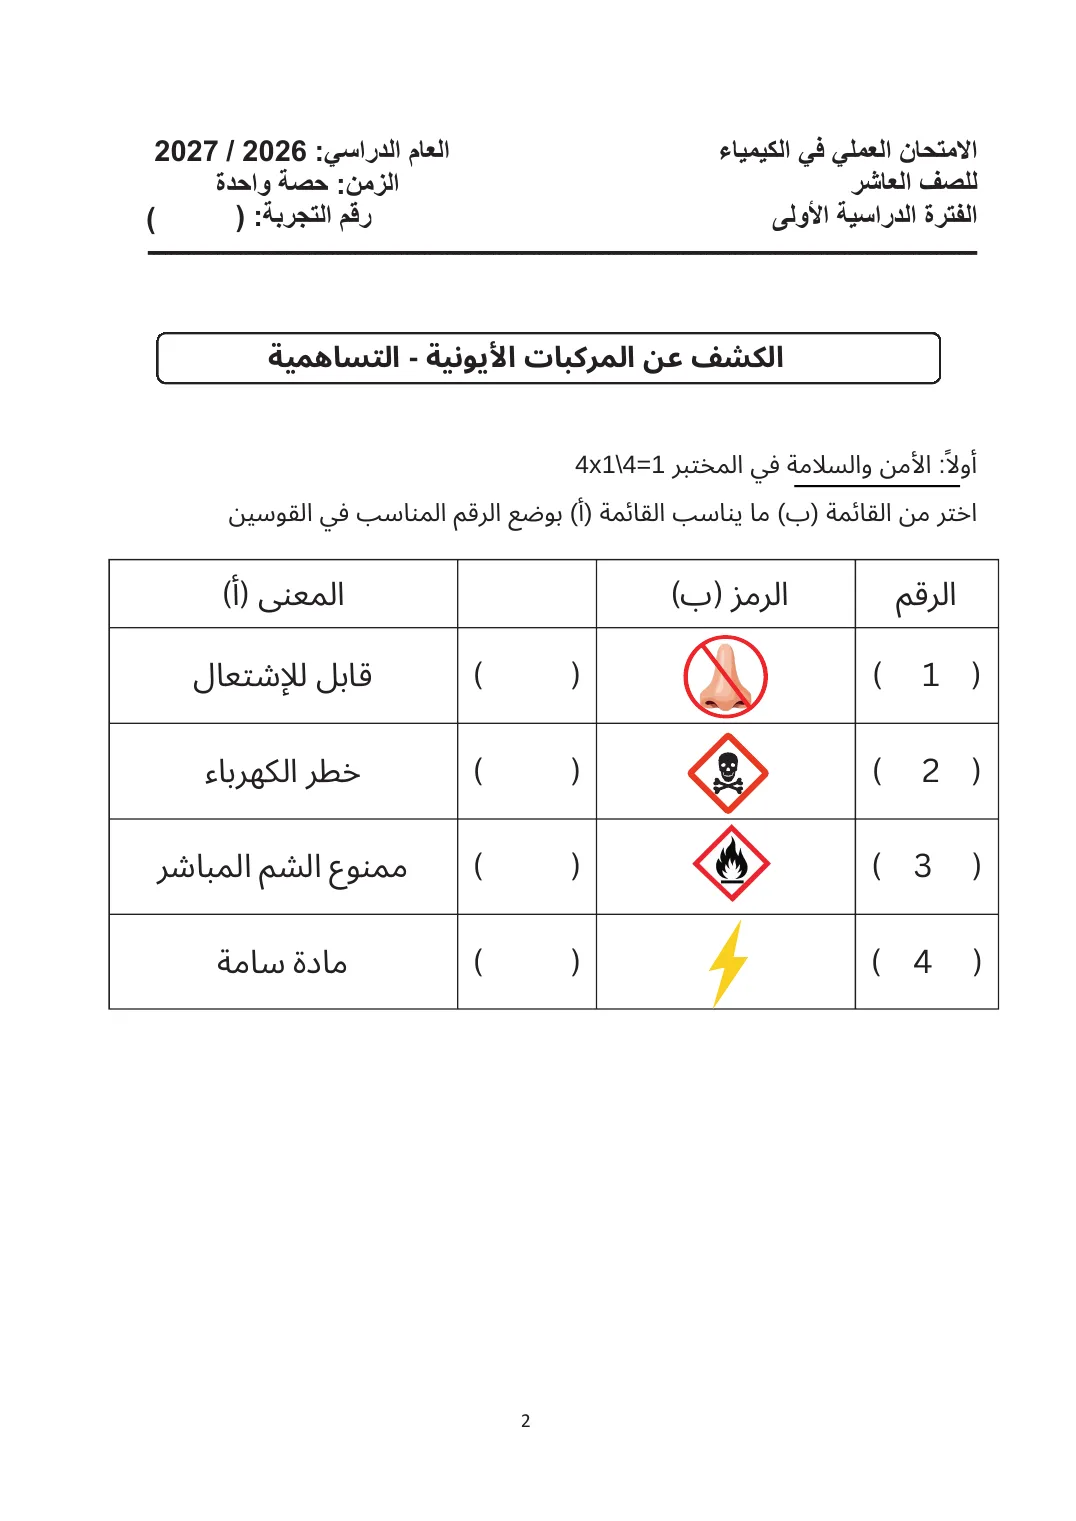 الامتحان العملي في الكيمياء
للصف العاشر
الفترة الدراسية الأولى
العام الدراسي: 2026 / 2027
الزمن: حصة واحدة
رقم التجربة: ( )
الكشف عن المركبات الأيونية - التساهمية
أولاً: الأمن والسلامة في المختبر 1=4\4x1
اختر من القائمة (ب) ما يناسب القائمة (أ) بوضع الرقم المناسب في القوسين
الرقم الرمز (ب) المعنى (أ)
( 1 ) ( ) قابل للإشتعال
( 2 ) ( ) خطر الكهرباء
( 3 ) ( ) ممنوع الشم المباشر
( 4 ) ( ) مادة سامة
2